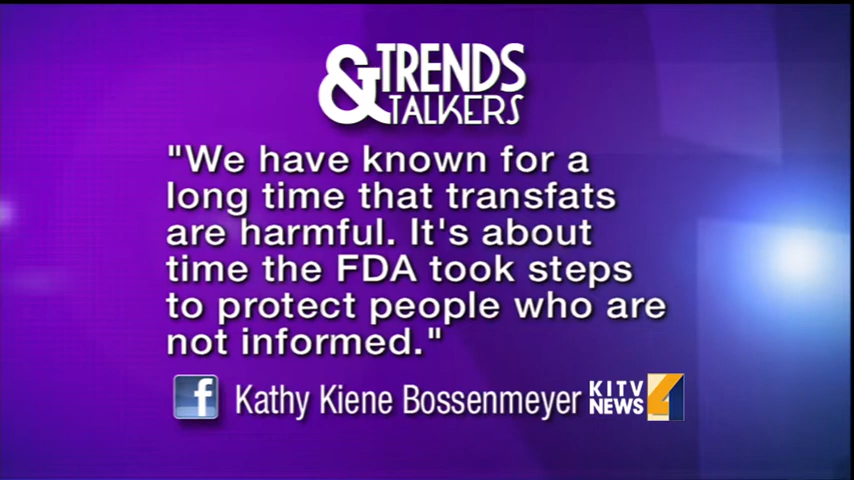 & TRENDS
TALKERS
"We have known for a
long time that transfats
are harmful. It's about
time the FDA took steps
to protect people who are
not informed."
f Kathy Kiene Bossenmeyer KITV
NEWS 4